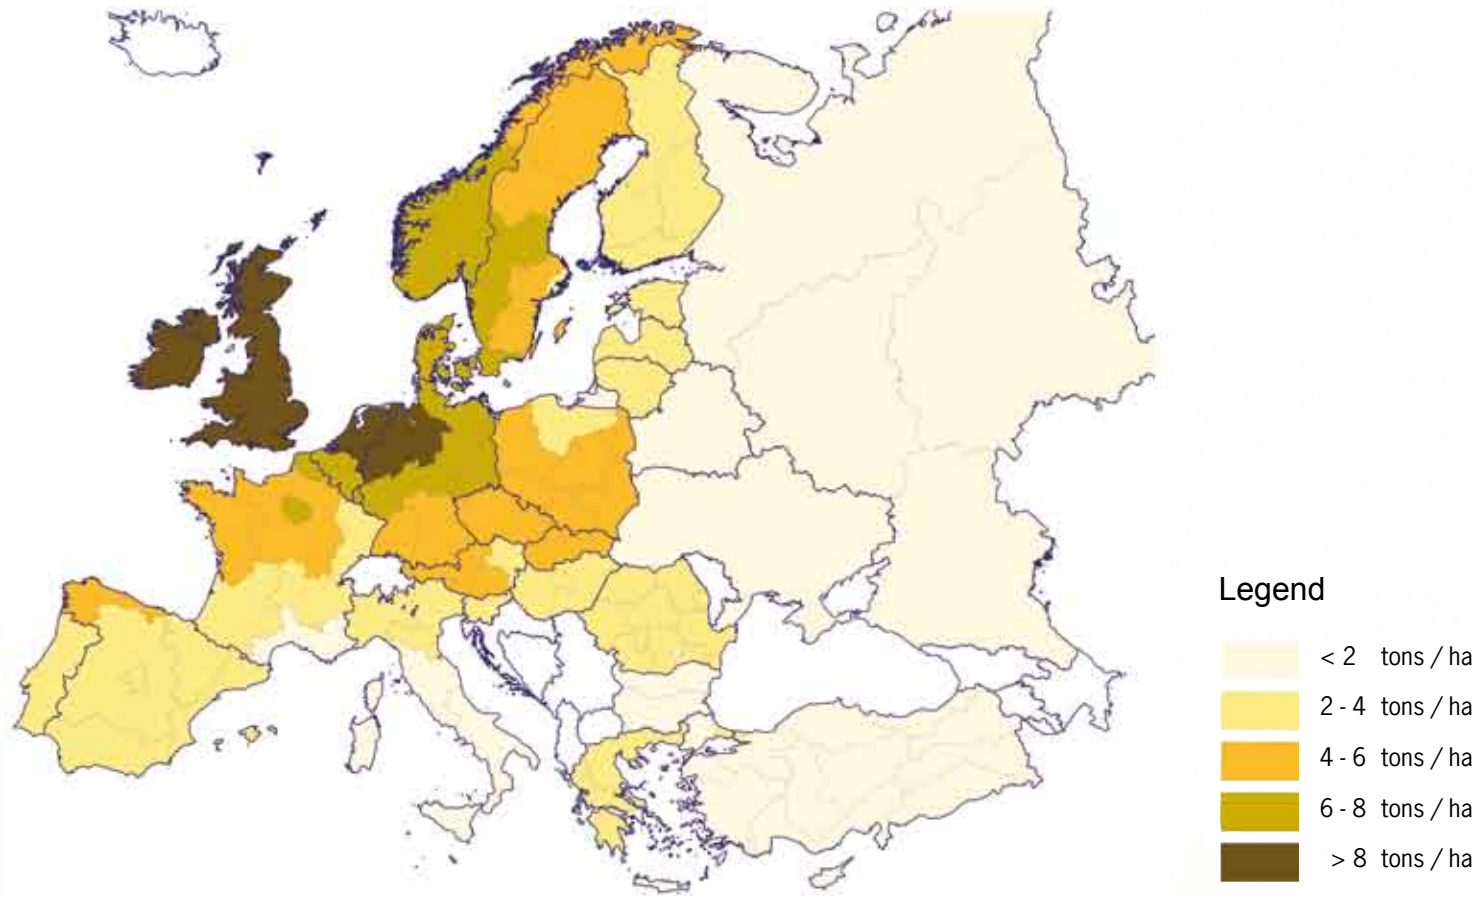 Legend
< 2 tons / ha
2 - 4 tons / ha
4 - 6 tons / ha
6 - 8 tons / ha
> 8 tons / ha